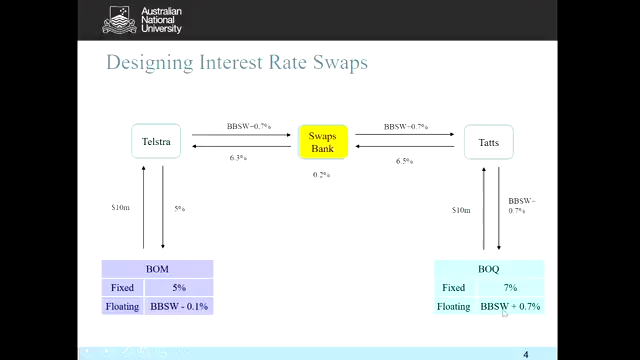 Australian
National
University
Designing Interest Rate Swaps
BBSW+0.7%
BBSW+0.7%
Telstra
Swaps
Bank
Tatts
6.3%
6.5%
0.2%
$10m
5%
$10m
BBSW+
0.7%
BOM
Fixed 5%
Floating BBSW - 0.1%
BOQ
Fixed 7%
Floating BBSW + 0.7%
4